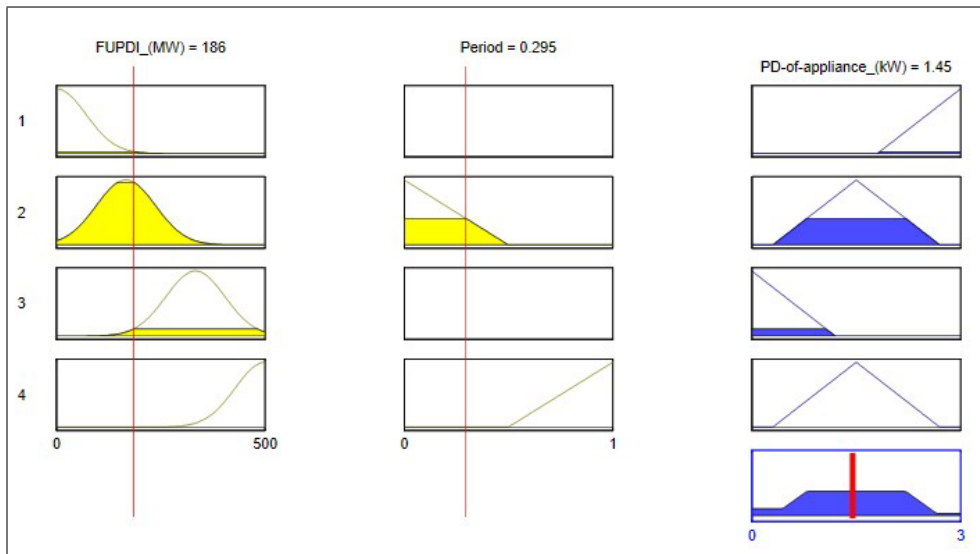 FUPDI_(MW) = 186
Period = 0.295
PD-of-appliance_(kW) = 1.45
1
2
3
4
0 500
0 1
0 3